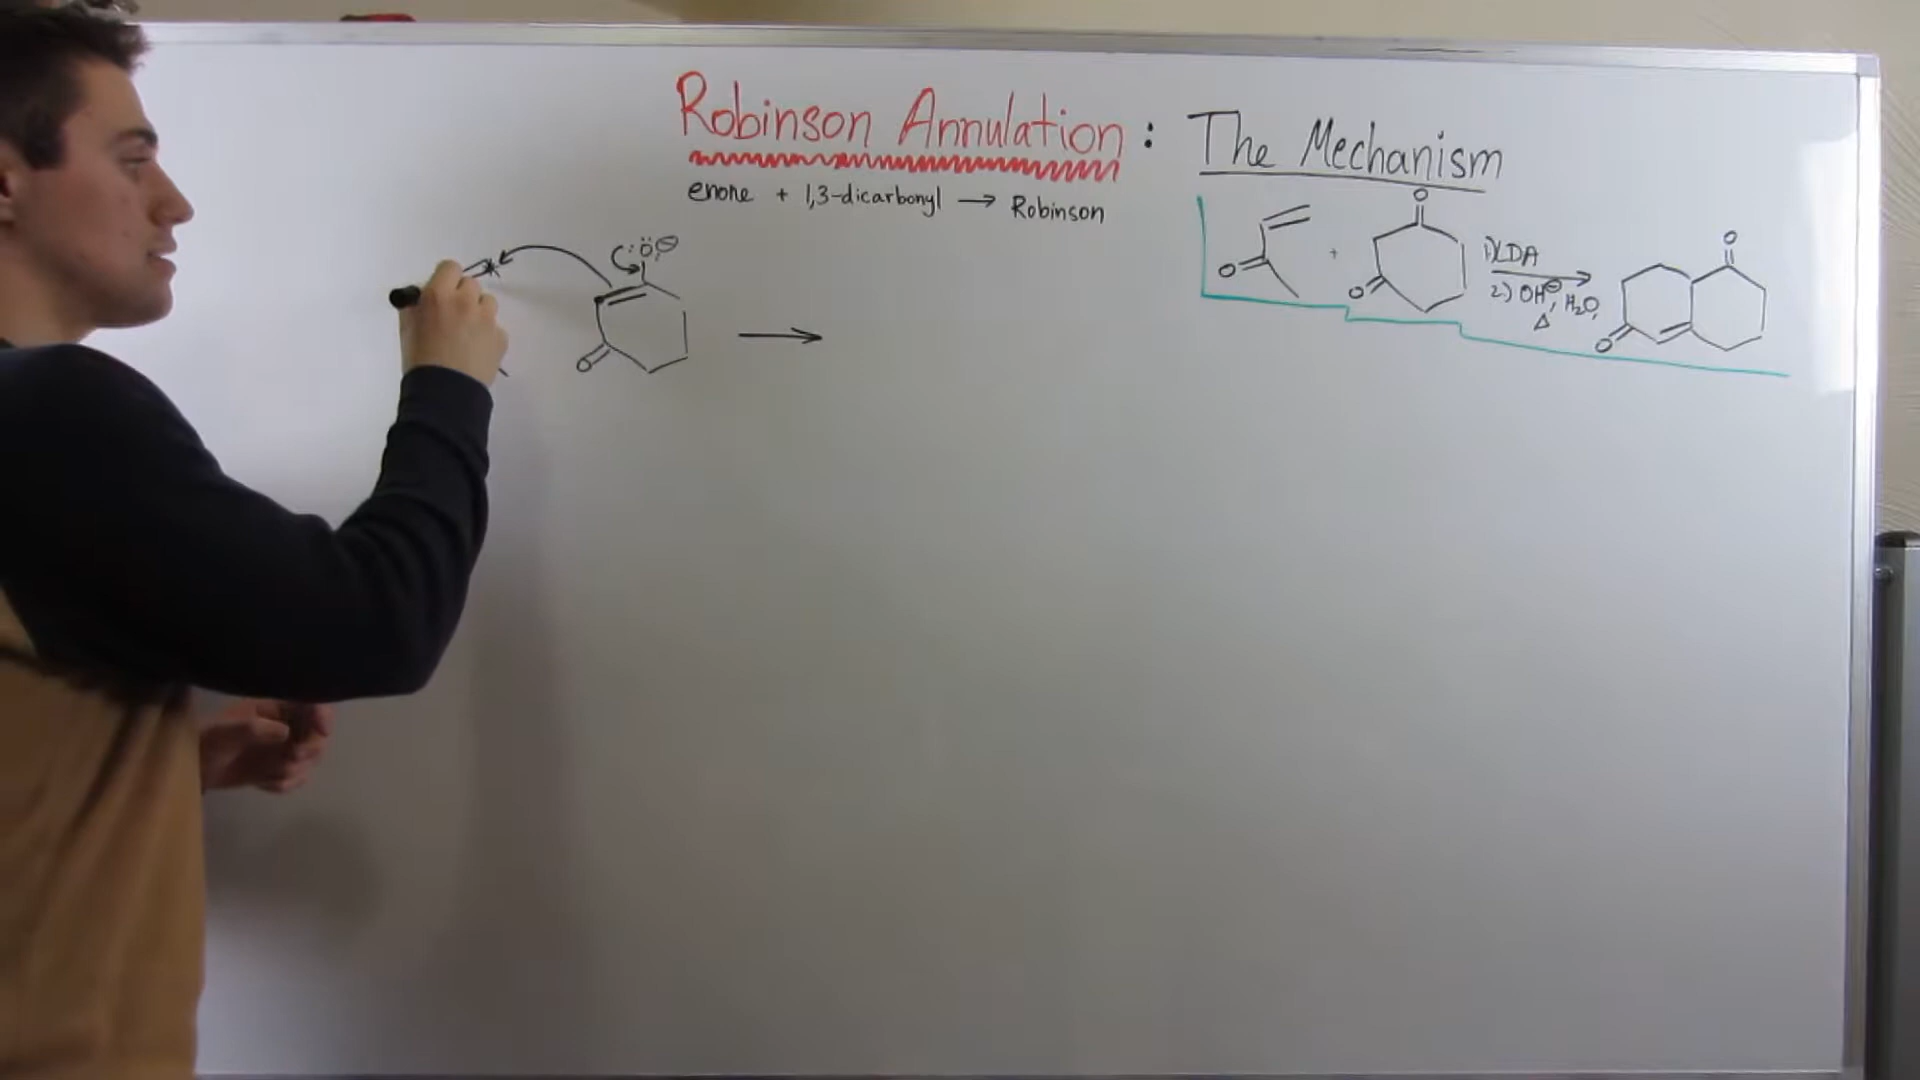 Robinson Annulation : The Mechanism
enone + 1,3-dicarbonyl → Robinson
O
O
+
O
O
1) LDA
2) OH⊖, H₂O,
Δ
O
O
:Ö:⊖
O